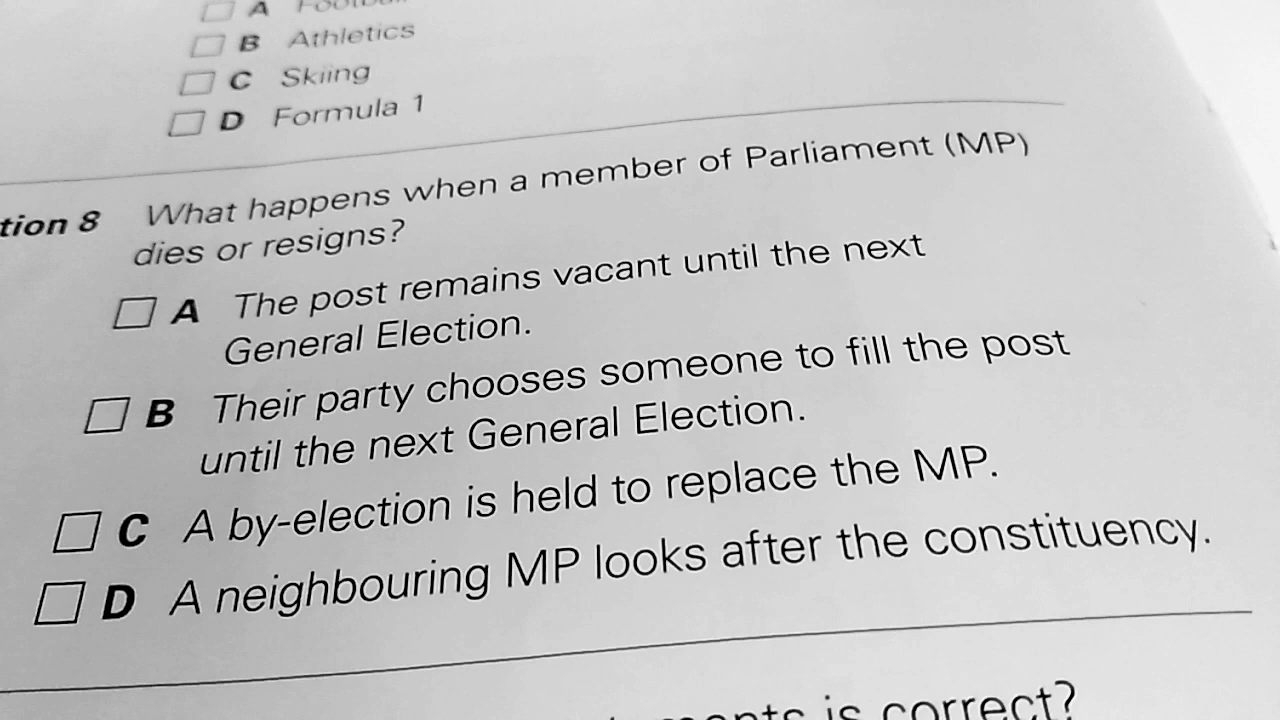 A
B Athletics
C Skiing
D Formula 1
tion 8 What happens when a member of Parliament (MP)
dies or resigns?
A The post remains vacant until the next
General Election.
B Their party chooses someone to fill the post
until the next General Election.
C A by-election is held to replace the MP.
D A neighbouring MP looks after the constituency.
is correct?